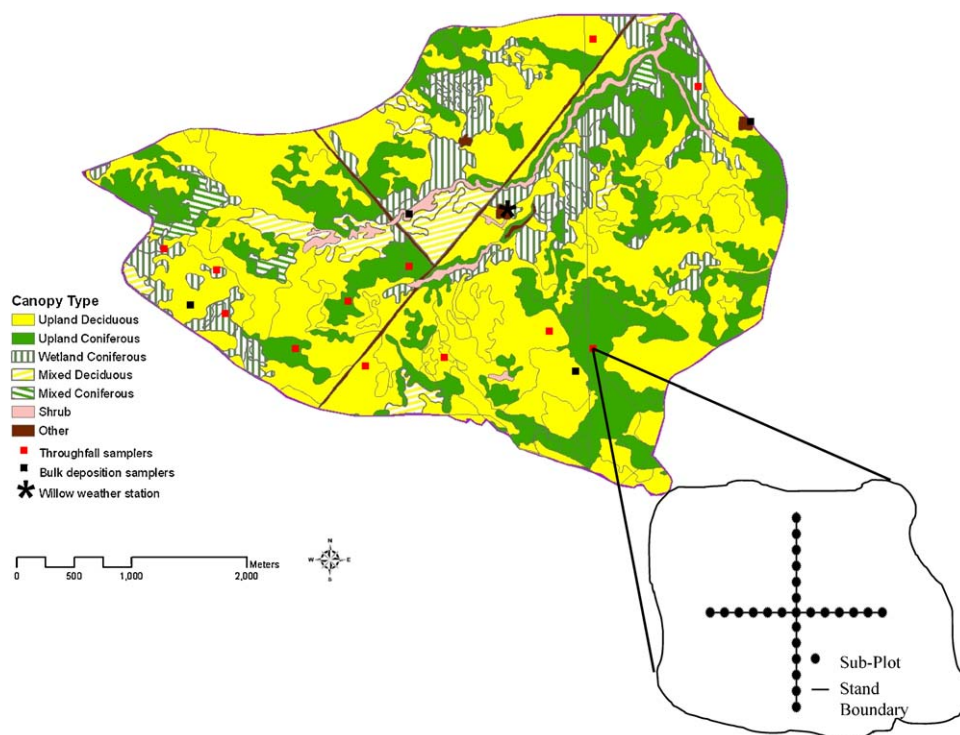 Canopy Type
Upland Deciduous
Upland Coniferous
Wetland Coniferous
Mixed Deciduous
Mixed Coniferous
Shrub
Other
Throughfall samplers
Bulk deposition samplers
Willow weather station
Meters
0 500 1,000 2,000
N
W E
S
Sub-Plot
Stand
Boundary